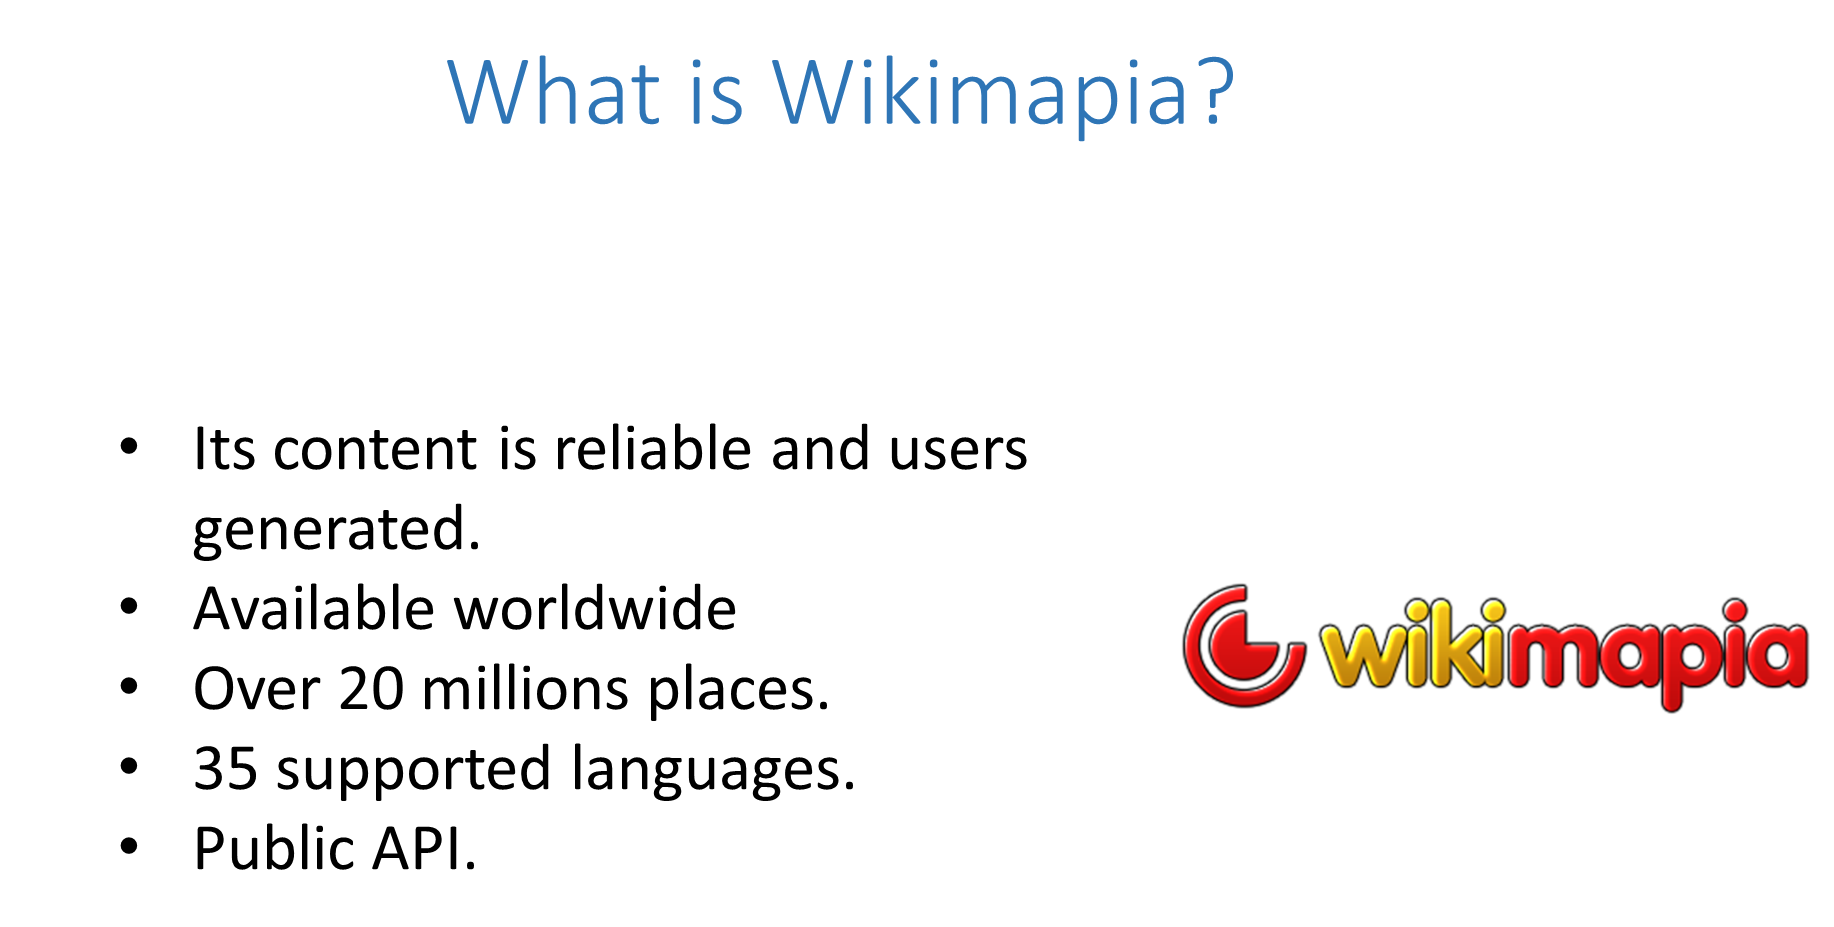 What is Wikimapia?
• Its content is reliable and users
generated.
• Available worldwide
• Over 20 millions places.
• 35 supported languages.
• Public API.
wikimapia